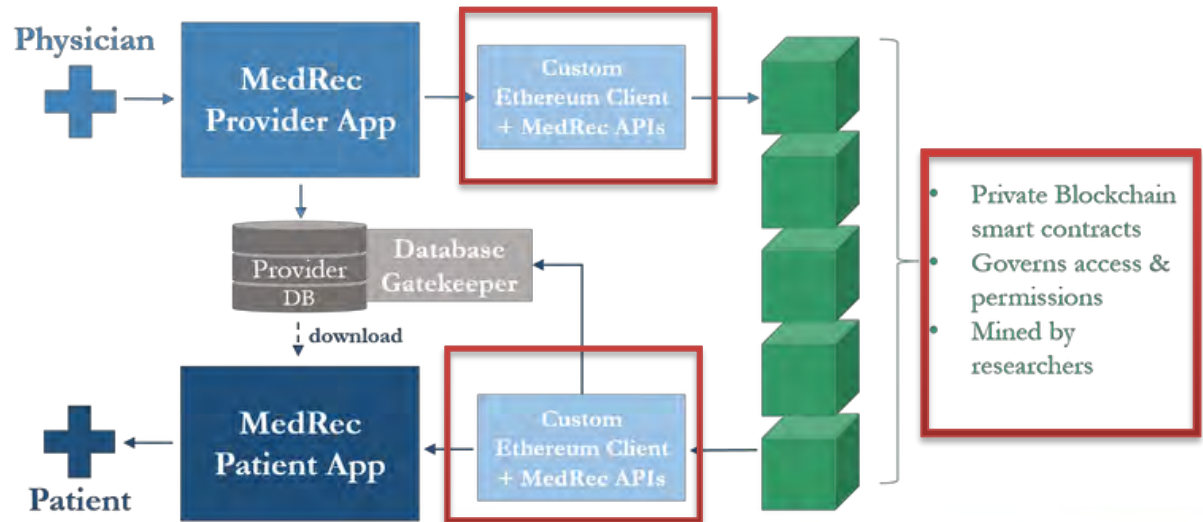 Physician
MedRec
Provider App
Custom
Ethereum Client
+ MedRec APIs
Provider
DB
Database
Gatekeeper
download
MedRec
Patient App
Custom
Ethereum Client
+ MedRec APIs
Patient
• Private Blockchain
smart contracts
• Governs access &
permissions
• Mined by
researchers